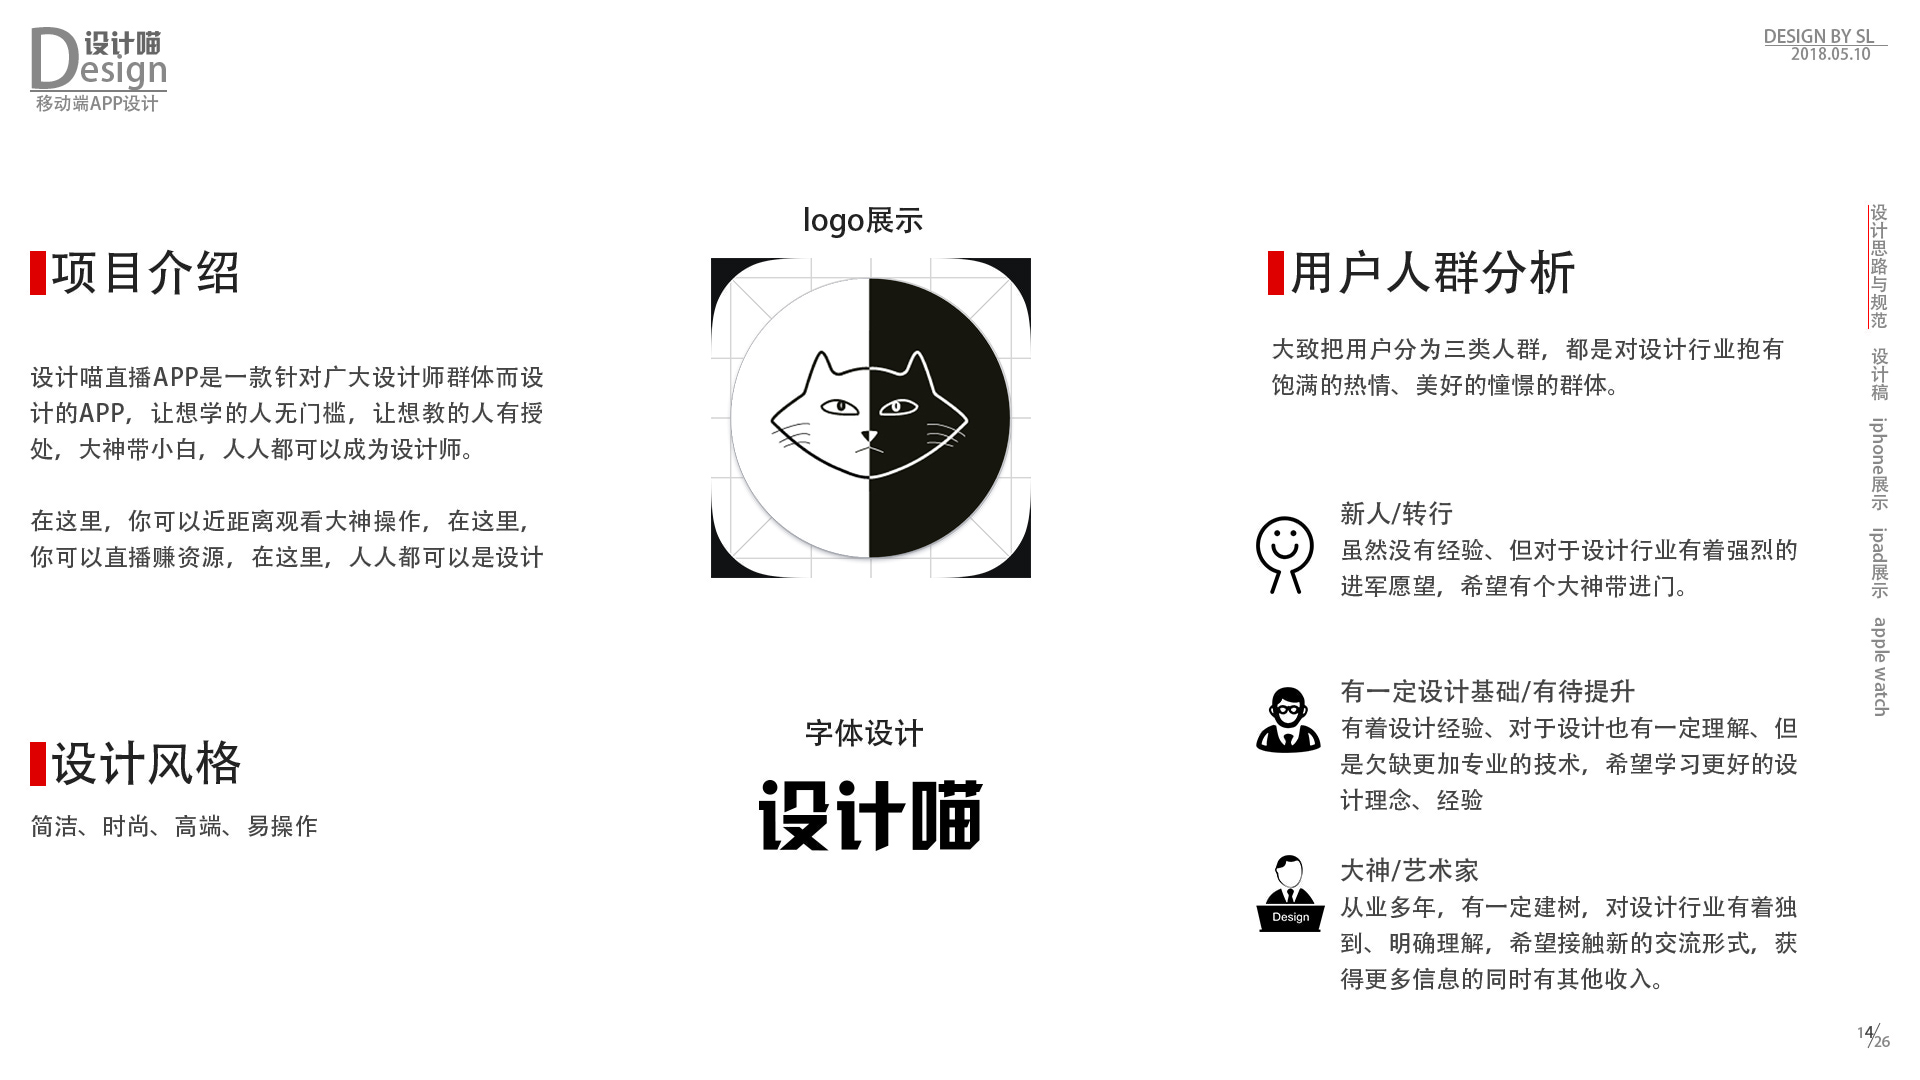 设计喵
Design
移动端APP设计
DESIGN BY SL
2018.05.10
项目介绍
设计喵直播APP是一款针对广大设计师群体而设
计的APP，让想学的人无门槛，让想教的人有授
处，大神带小白，人人都可以成为设计师。
在这里，你可以近距离观看大神操作，在这里，
你可以直播赚资源，在这里，人人都可以是设计
设计风格
简洁、时尚、高端、易操作
logo展示
字体设计
设计喵
用户人群分析
大致把用户分为三类人群，都是对设计行业抱有
饱满的热情、美好的憧憬的群体。
新人/转行
虽然没有经验、但对于设计行业有着强烈的
进军愿望，希望有个大神带进门。
有一定设计基础/有待提升
有着设计经验、对于设计也有一定理解、但
是欠缺更加专业的技术，希望学习更好的设
计理念、经验
Design
大神/艺术家
从业多年，有一定建树，对设计行业有着独
到、明确理解，希望接触新的交流形式，获
得更多信息的同时有其他收入。
设计思路与规范
设计稿
iphone展示
ipad展示
apple watch
14/26